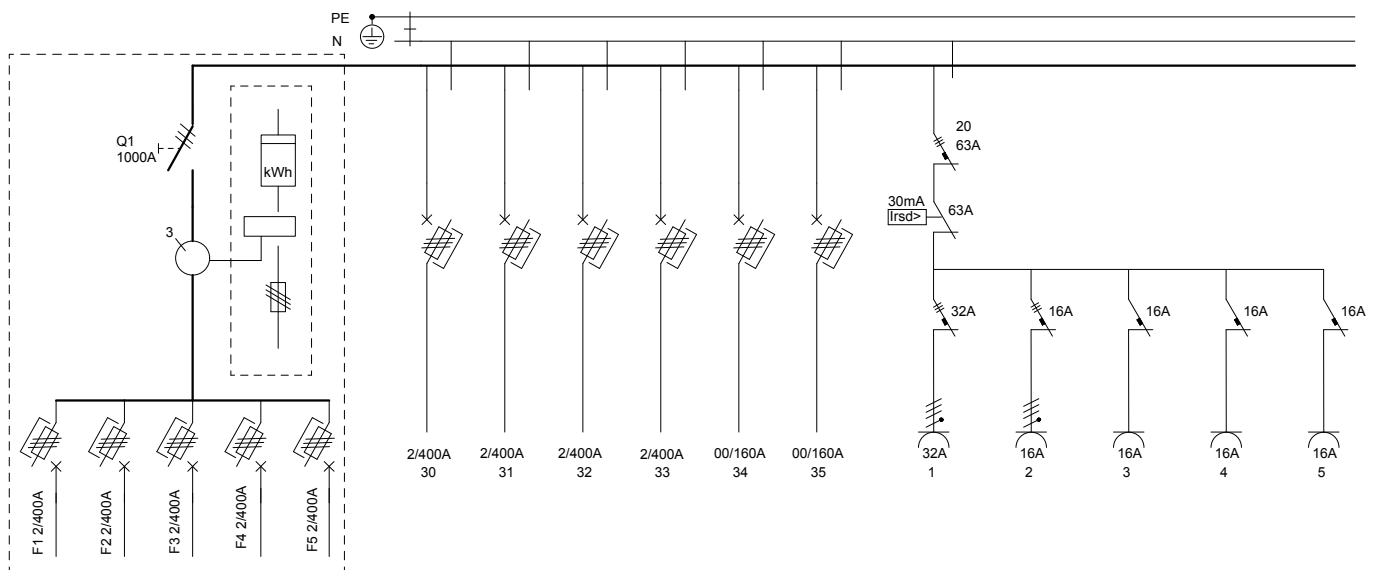 PE
N
Q1
1000A
kWh
3
20
63A
30mA
Irsd>
63A
32A
16A
16A
16A
16A
2/400A
2/400A
2/400A
2/400A
00/160A
00/160A
32A
16A
16A
16A
16A
30
31
32
33
34
35
1
2
3
4
5
F1 2/400A
F2 2/400A
F3 2/400A
F4 2/400A
F5 2/400A